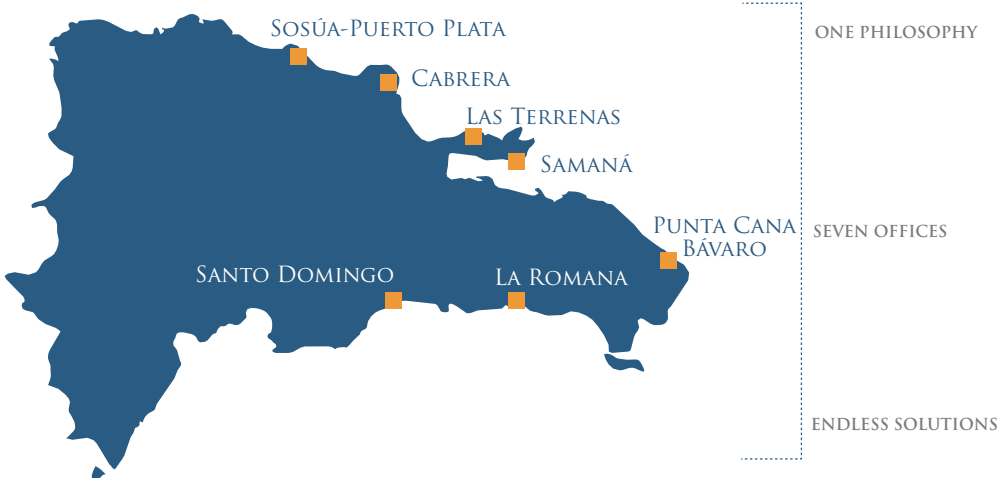 SOSÚA-PUERTO PLATA
CABRERA
LAS TERRENAS
SAMANÁ
PUNTA CANA
BÁVARO
SANTO DOMINGO
LA ROMANA
ONE PHILOSOPHY
SEVEN OFFICES
ENDLESS SOLUTIONS